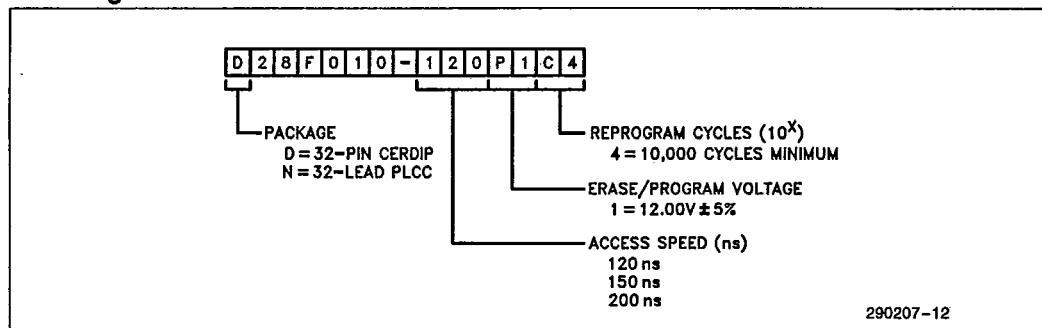 D28F010-120P1C4
PACKAGE
D=32-PIN CERDIP
N=32-LEAD PLCC
REPROGRAM CYCLES (10^X)
4=10,000 CYCLES MINIMUM
ERASE/PROGRAM VOLTAGE
1=12.00V±5%
ACCESS SPEED (ns)
120 ns
150 ns
200 ns
290207-12